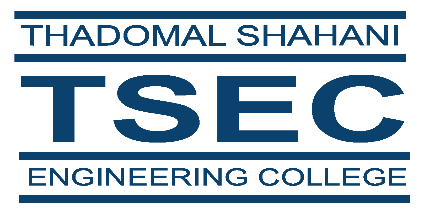 THADOMAL SHAHANI
TSEC
ENGINEERING COLLEGE